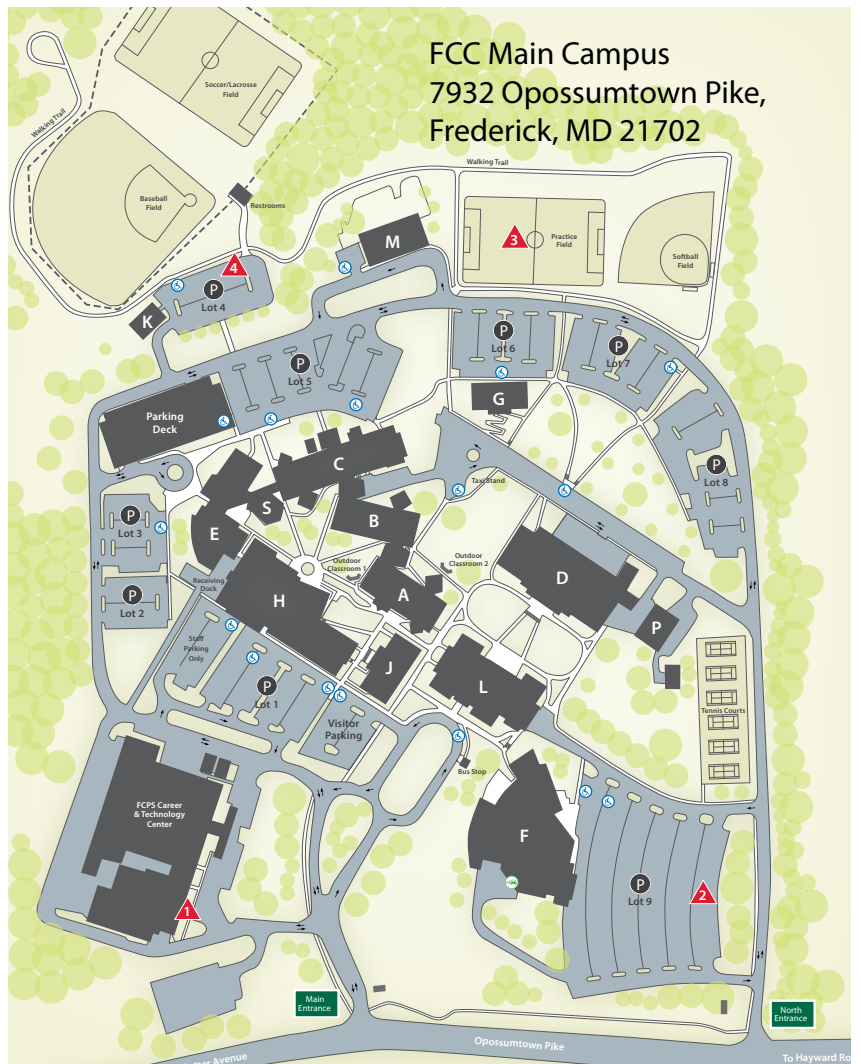 FCC Main Campus
7932 Opossumtown Pike,
Frederick, MD 21702
Soccer/Lacrosse
Field
Walking Trail
Baseball
Field
Restrooms
Walking Trail
M
3
Practice
Field
Softball
Field
4
P
Lot 4
K
P
Lot 5
P
Lot 6
P
Lot 7
G
Parking
Deck
C
P
Lot 8
Taxi Stand
S
B
E
P
Lot 3
Outdoor
Classroom 1
Outdoor
Classroom 2
D
Receiving
Dock
P
Lot 2
H
A
P
Staff
Parking
Only
J
L
P
Lot 1
Visitor
Parking
Tennis Courts
Bus Stop
FCPS Career
& Technology
Center
F
P
Lot 9
2
1
Main
Entrance
North
Entrance
Opossumtown Pike
Avenue
To Hayward